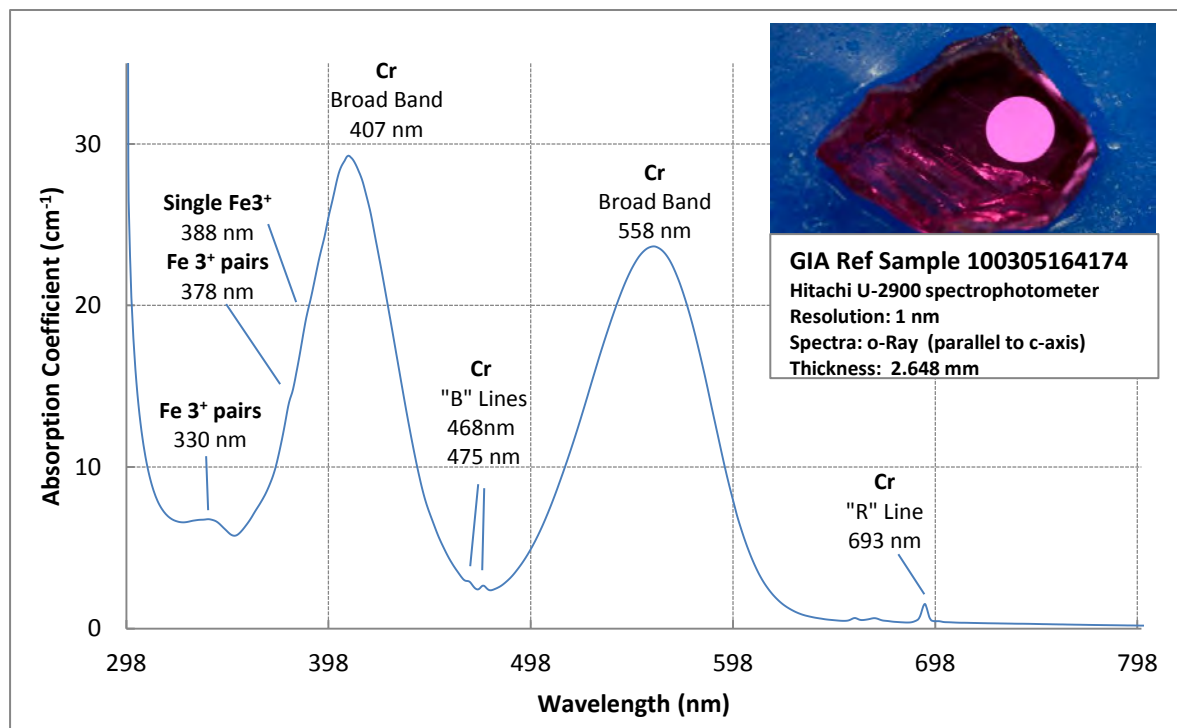 Cr
Broad Band
407 nm
Cr
Broad Band
558 nm
Single Fe3⁺
388 nm
Fe 3⁺ pairs
378 nm
Fe 3⁺ pairs
330 nm
Cr
"B" Lines
468nm
475 nm
Cr
"R" Line
693 nm
GIA Ref Sample 100305164174
Hitachi U-2900 spectrophotometer
Resolution: 1 nm
Spectra: o-Ray (parallel to c-axis)
Thickness: 2.648 mm
Absorption Coefficient (cm⁻¹)
30
20
10
0
298 398 498 598 698 798
Wavelength (nm)